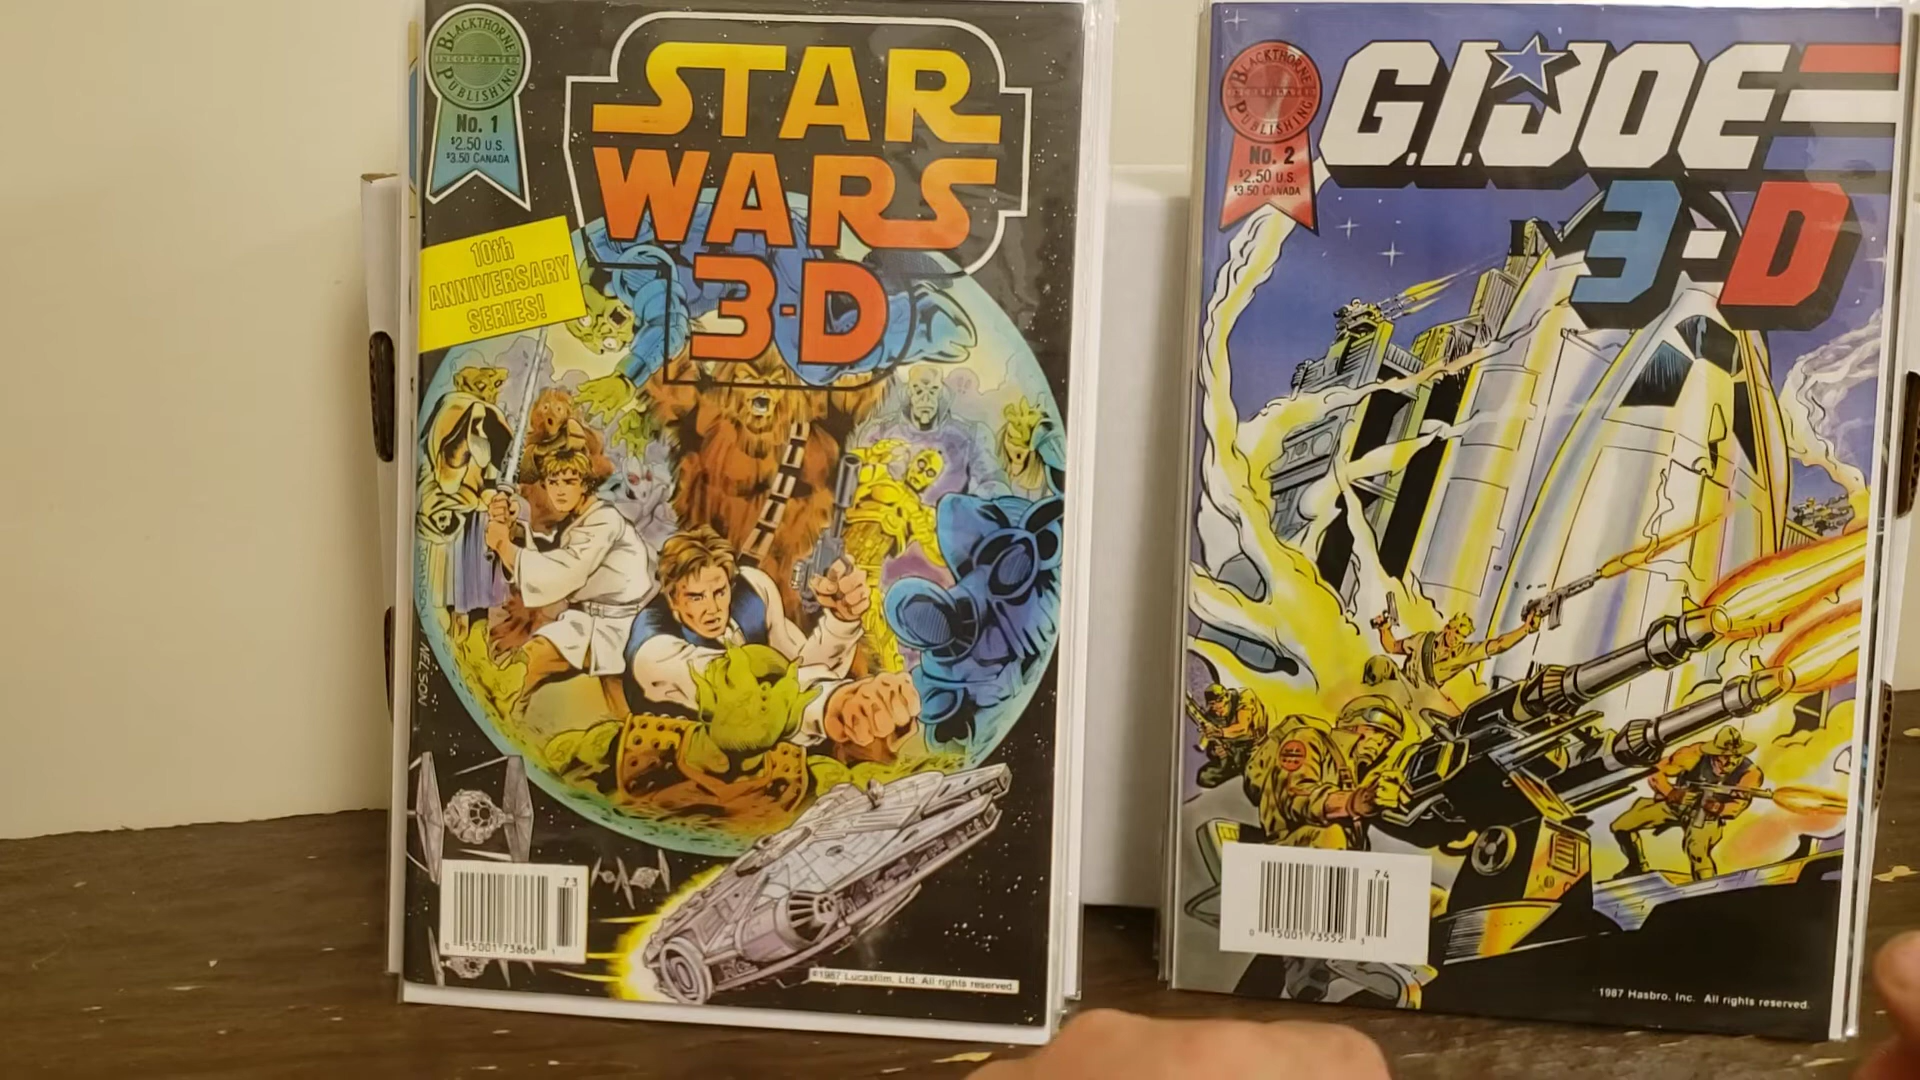 BLACKTHORNE
INCORPORATED
PUBLISHING
No. 1
$2.50 U.S.
$3.50 CANADA
STAR
WARS
3-D
10th
ANNIVERSARY
SERIES!
JOHNSON
NELSON
73
0 15001 73866 1
©1987 Lucasfilm, Ltd. All rights reserved.
BLACKTHORNE
INCORPORATED
PUBLISHING
No. 2
$2.50 U.S.
$3.50 CANADA
G.I. JOE
IN 3-D
74
0 15001 73552 3
1987 Hasbro, Inc. All rights reserved.